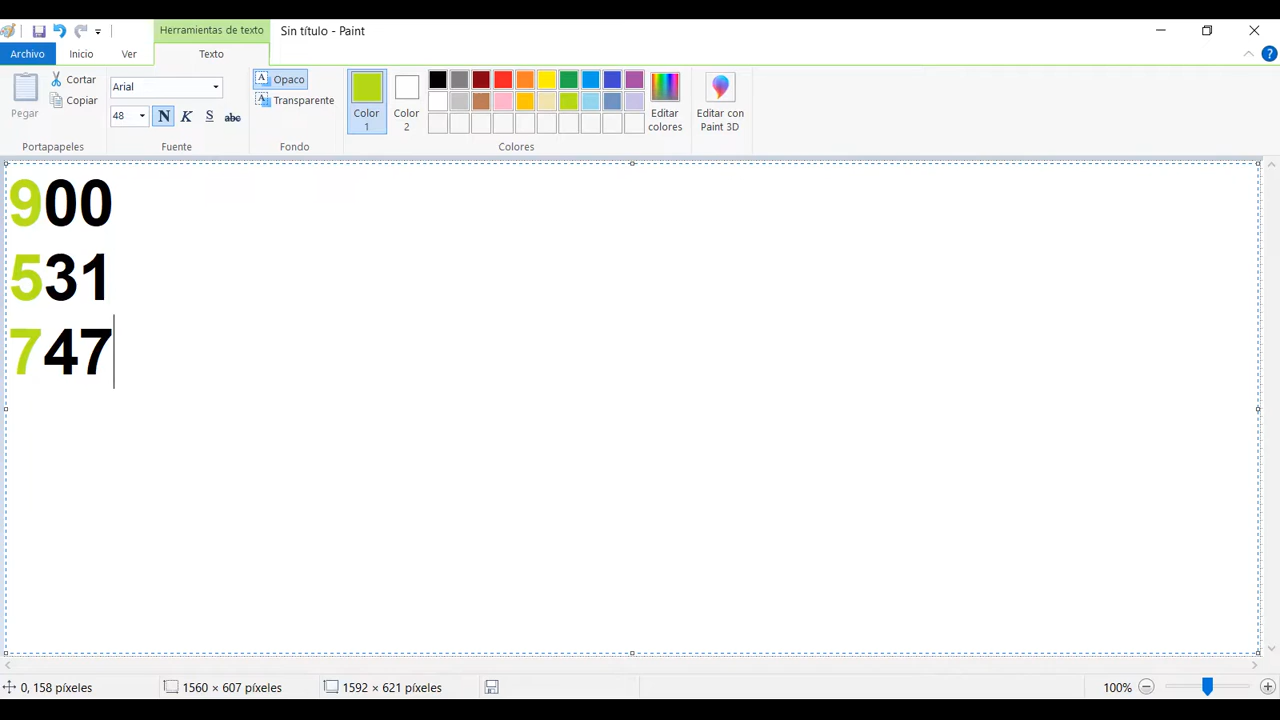 Herramientas de texto Sin título - Paint
Archivo Inicio Ver Texto
Pegar
Cortar
Copiar
Portapapeles
Arial
48 N K S abc
Fuente
Opaco
Transparente
Fondo
Color 1
Color 2
Editar colores
Colores
Editar con Paint 3D
900
531
747
0, 158 píxeles 1560 × 607 píxeles 1592 × 621 píxeles 100%